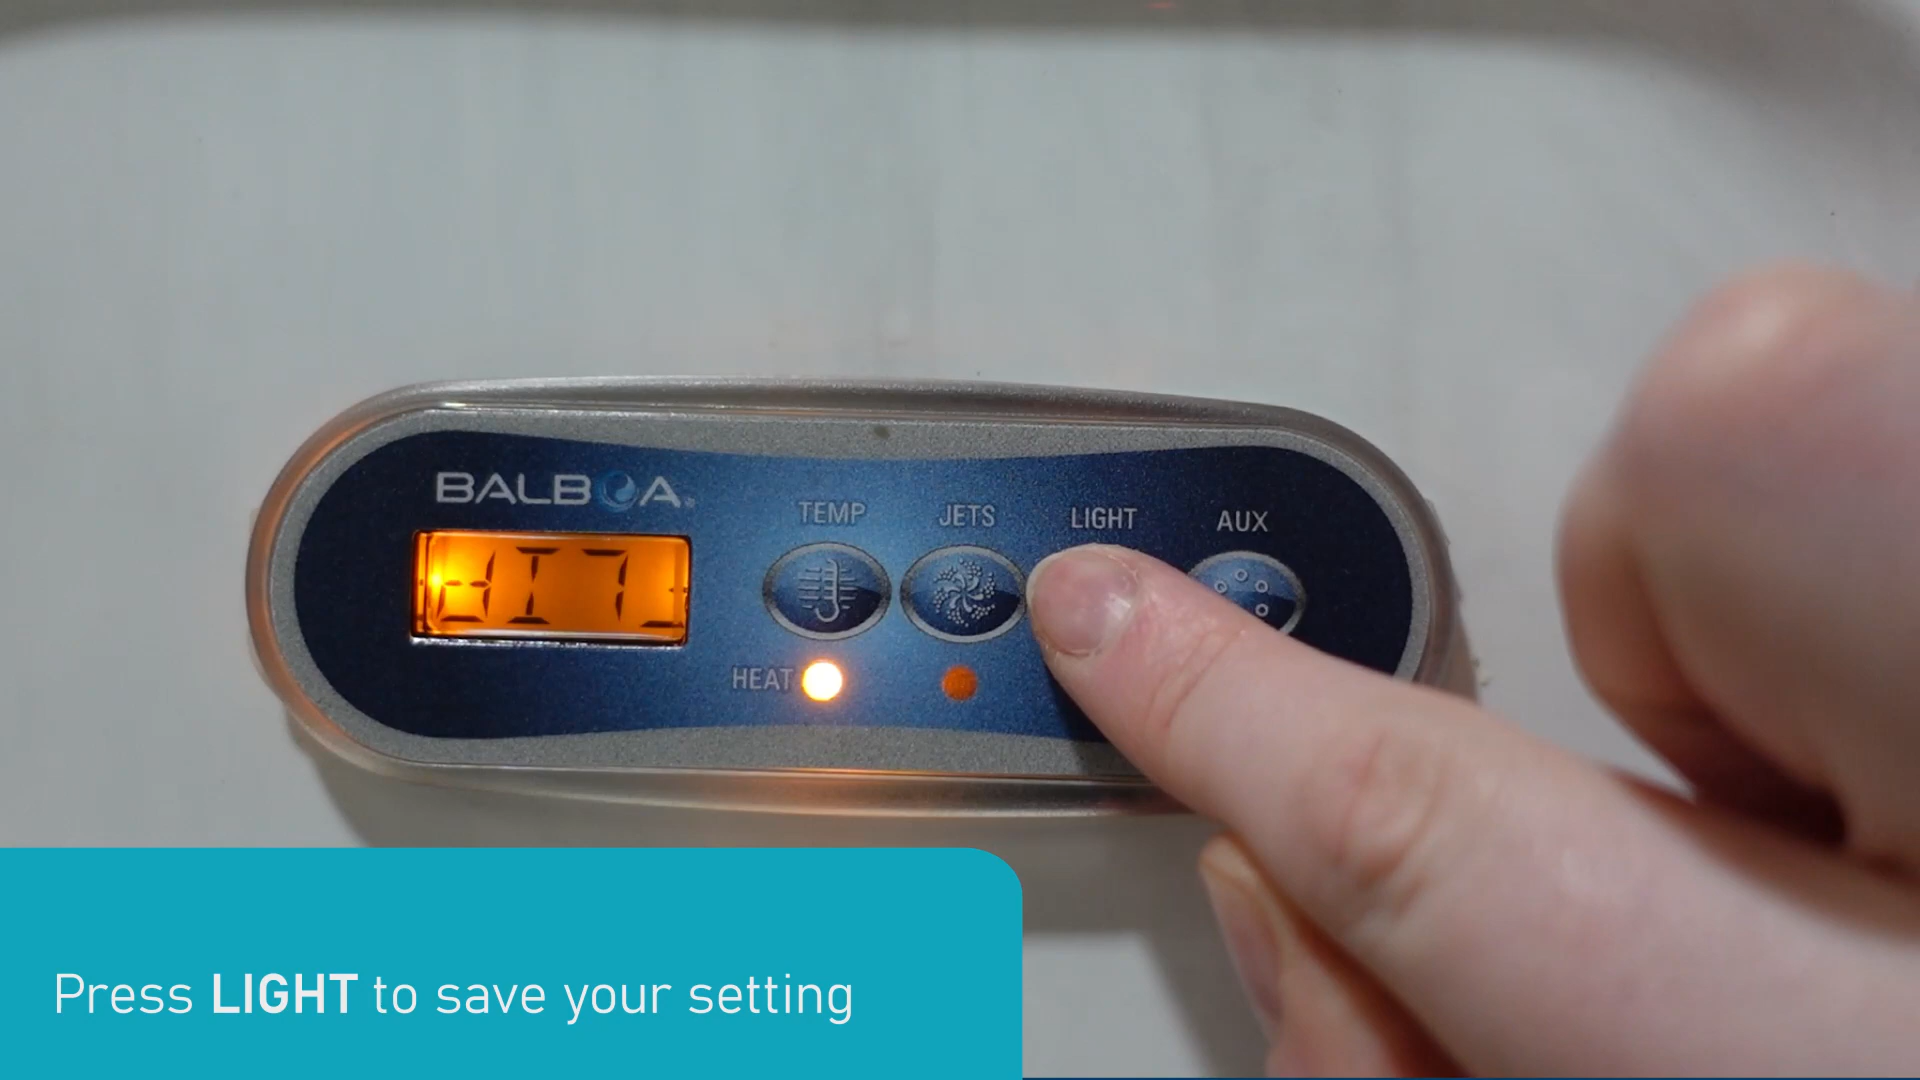 BALBOA
TEMP
JETS
LIGHT
AUX
HEAT
Press LIGHT to save your setting